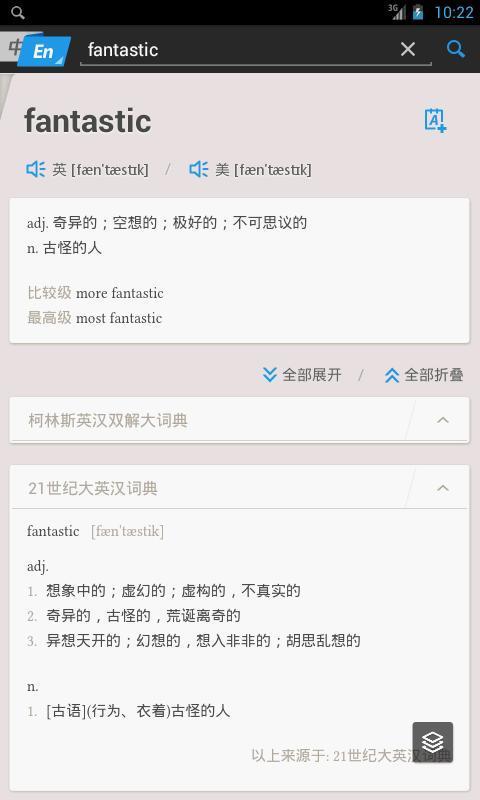 3G 10:22
中 En fantastic
fantastic
英 [fæn'tæstɪk] / 美 [fæn'tæstɪk]
adj. 奇异的；空想的；极好的；不可思议的
n. 古怪的人
比较级 more fantastic
最高级 most fantastic
全部展开 / 全部折叠
柯林斯英汉双解大词典
21世纪大英汉词典
fantastic [fæn'tæstik]
adj.
1. 想象中的；虚幻的；虚构的，不真实的
2. 奇异的，古怪的，荒诞离奇的
3. 异想天开的；幻想的，想入非非的；胡思乱想的
n.
1. [古语](行为、衣着)古怪的人
以上来源于: 21世纪大英汉词典